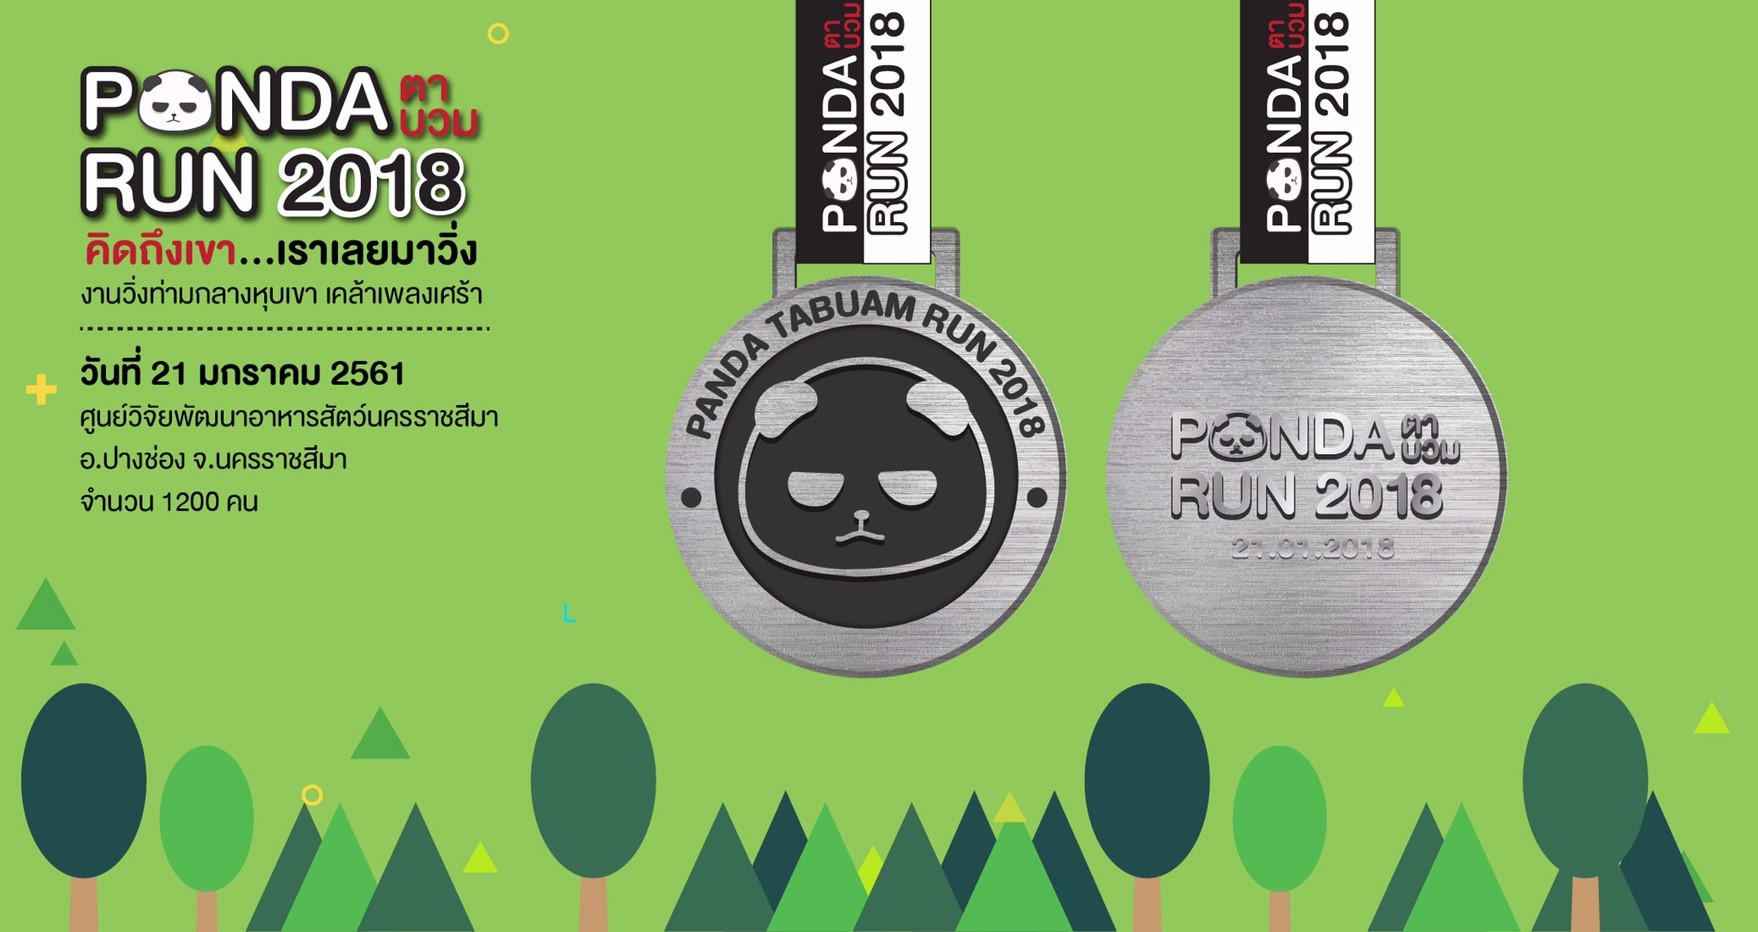 PANDA ตาบวม
RUN 2018
คิดถึงเขา...เราเลยมาวิ่ง
งานวิ่งท่ามกลางหุบเขา เคล้าเพลงเศร้า
วันที่ 21 มกราคม 2561
ศูนย์วิจัยพัฒนาอาหารสัตว์นครราชสีมา
อ.ปางช่อง จ.นครราชสีมา
จำนวน 1200 คน
PANDA ตาบวม
RUN 2018
PANDA TABUAM RUN 2018
PANDA ตาบวม
RUN 2018
PANDA ตาบวม
RUN 2018
21.01.2018
L